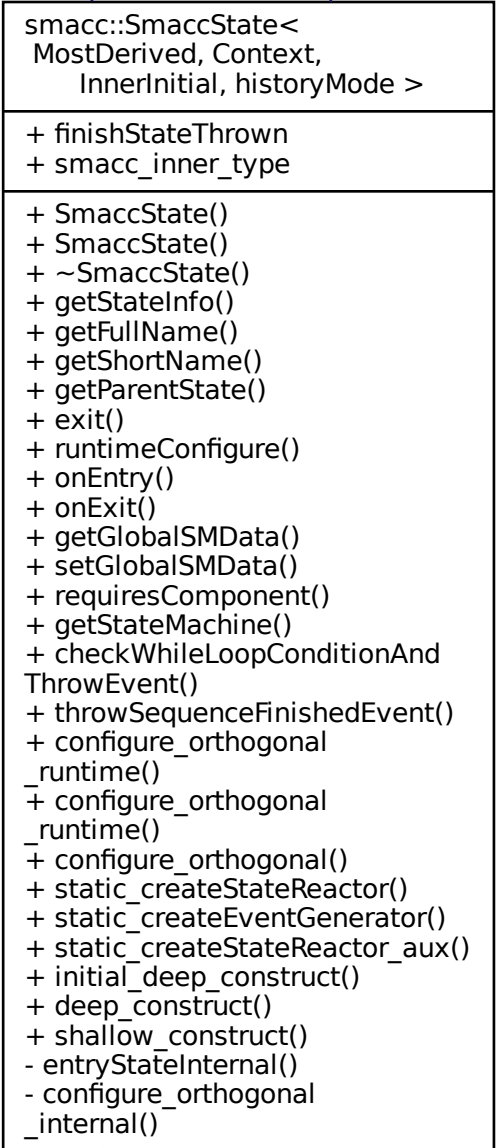 smacc::SmaccState<
MostDerived, Context,
InnerInitial, historyMode >
+ finishStateThrown
+ smacc_inner_type
+ SmaccState()
+ SmaccState()
+ ~SmaccState()
+ getStateInfo()
+ getFullName()
+ getShortName()
+ getParentState()
+ exit()
+ runtimeConfigure()
+ onEntry()
+ onExit()
+ getGlobalSMData()
+ setGlobalSMData()
+ requiresComponent()
+ getStateMachine()
+ checkWhileLoopConditionAnd
ThrowEvent()
+ throwSequenceFinishedEvent()
+ configure_orthogonal
_runtime()
+ configure_orthogonal
_runtime()
+ configure_orthogonal()
+ static_createStateReactor()
+ static_createEventGenerator()
+ static_createStateReactor_aux()
+ initial_deep_construct()
+ deep_construct()
+ shallow_construct()
- entryStateInternal()
- configure_orthogonal
_internal()